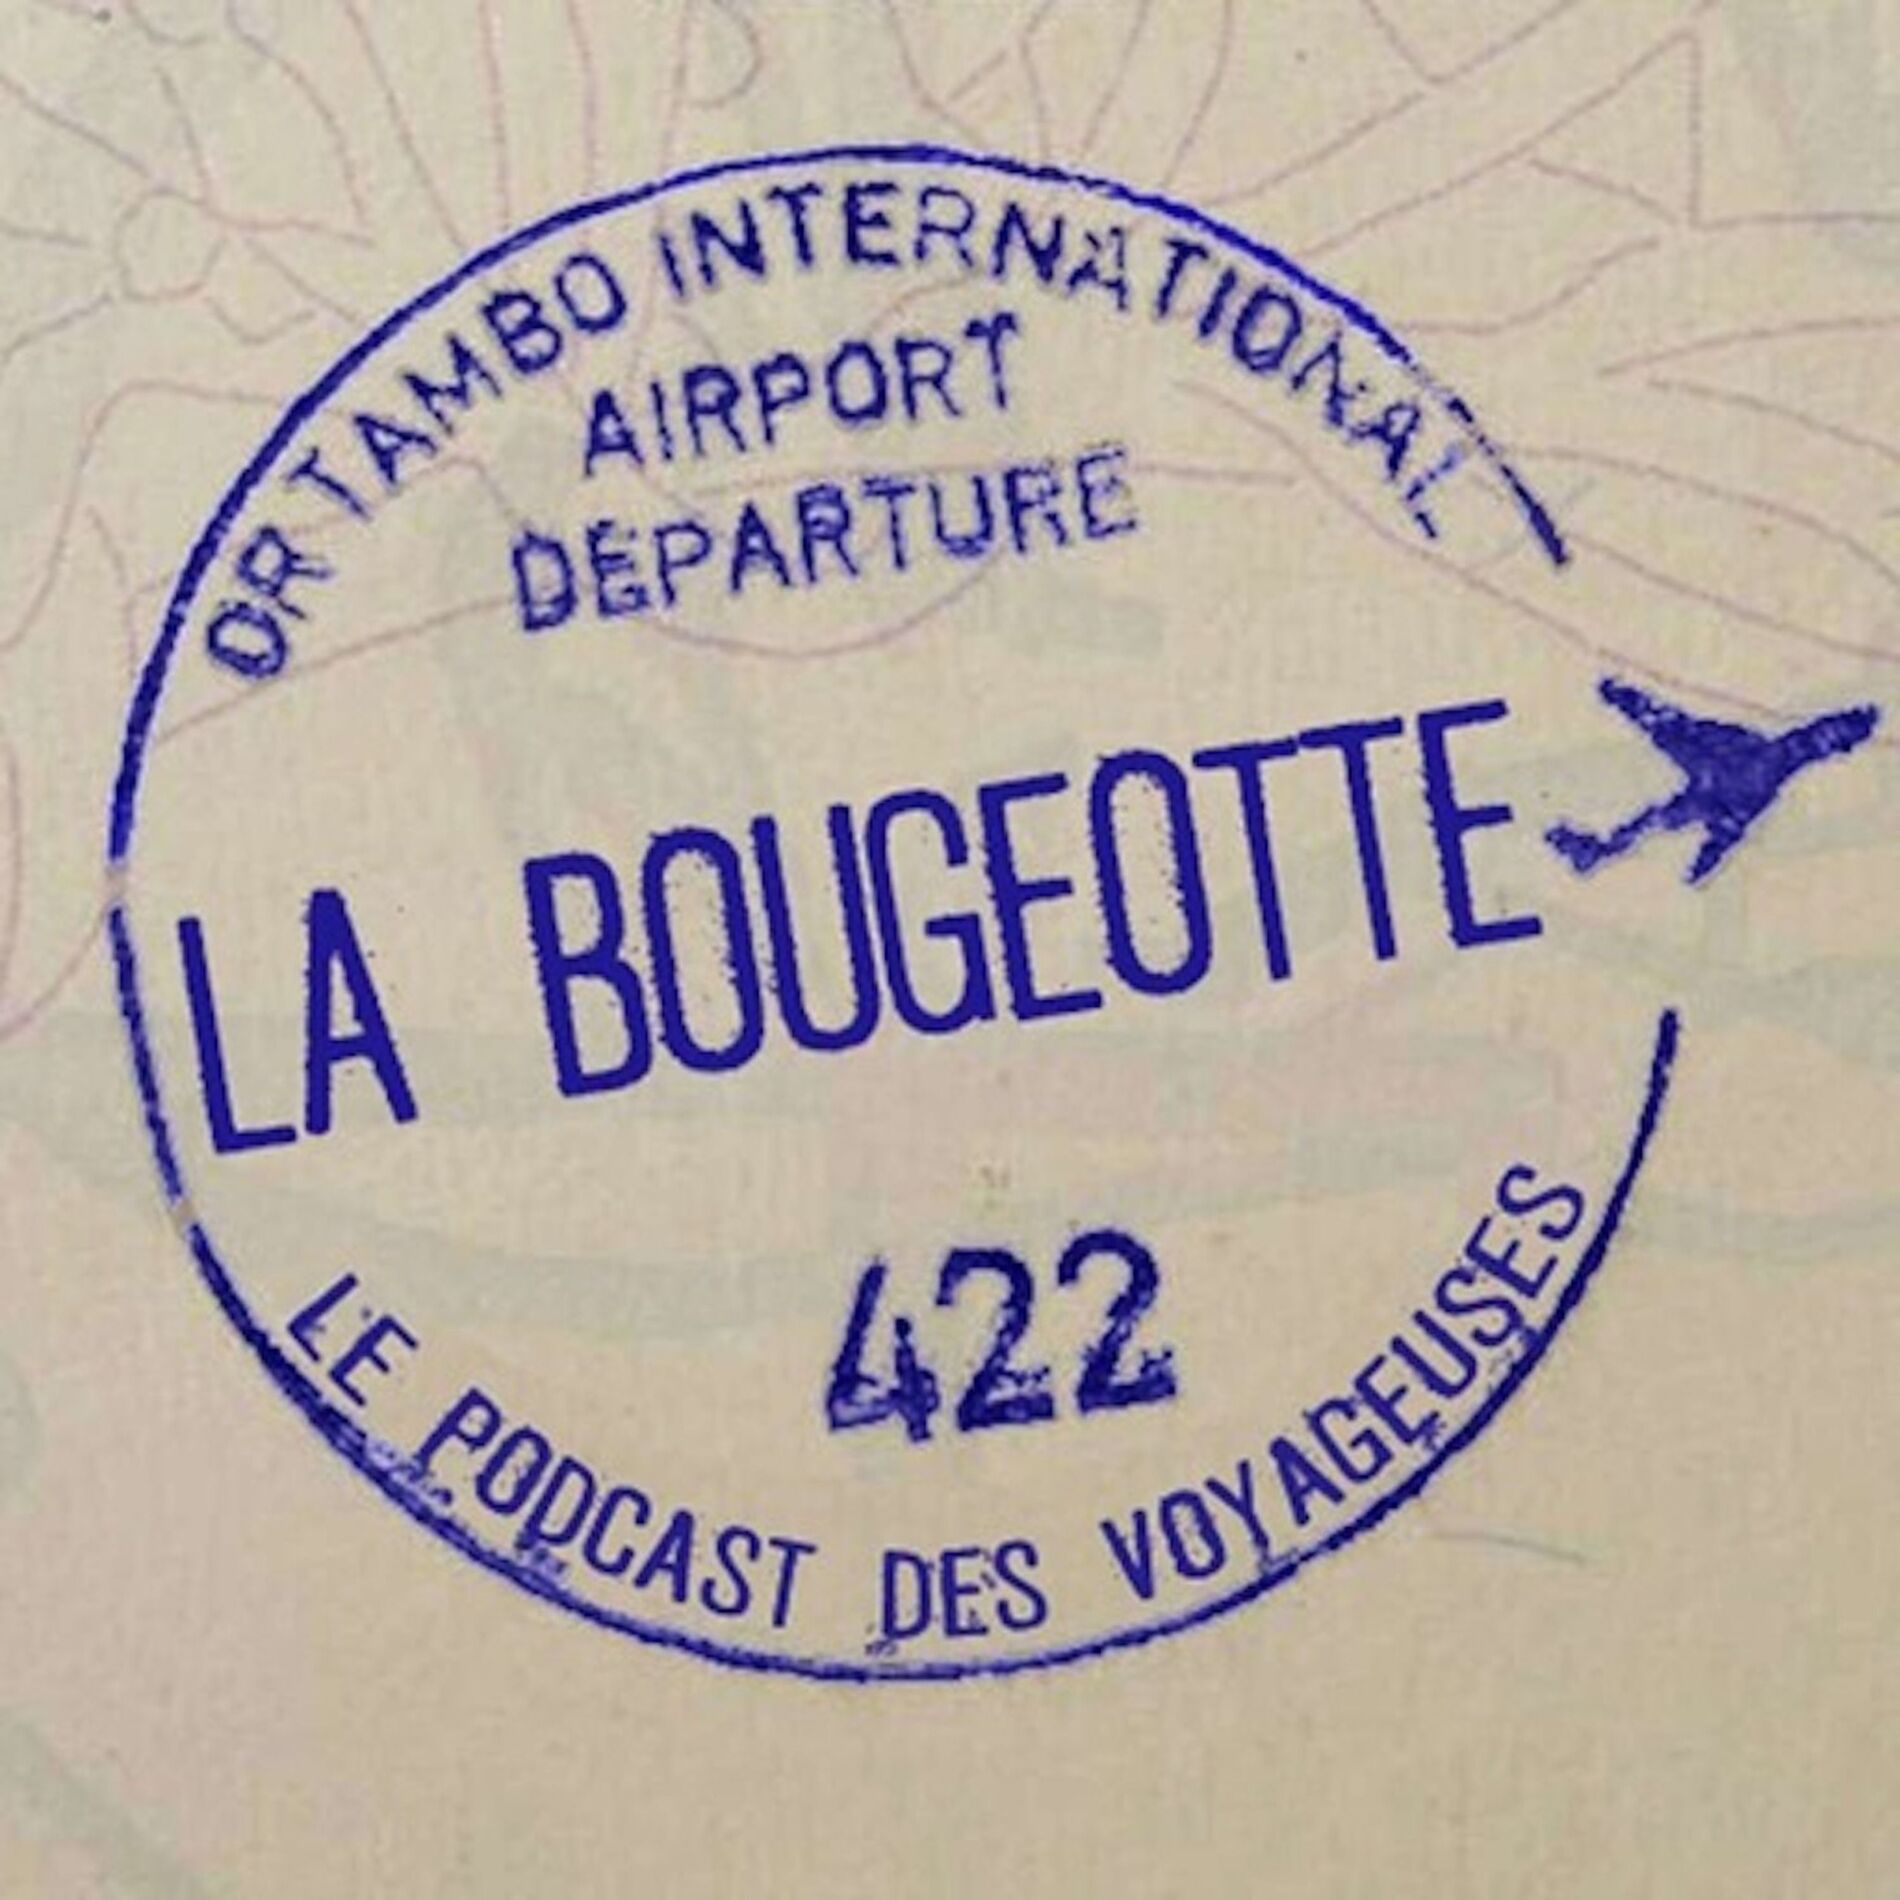 OR TAMBO INTERNATIONAL
AIRPORT
DEPARTURE
LA BOUGEOTTE
422
LE PODCAST DES VOYAGEUSES